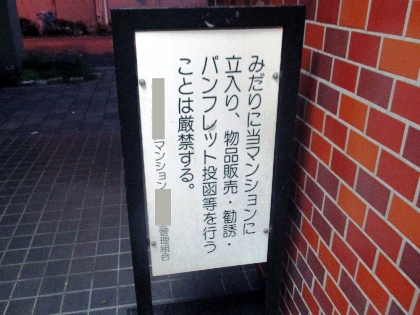 みだりに当マンションに
立入り、物品販売・勧誘・
パンフレット投函等を行う
ことは厳禁する。
マンション管理組合